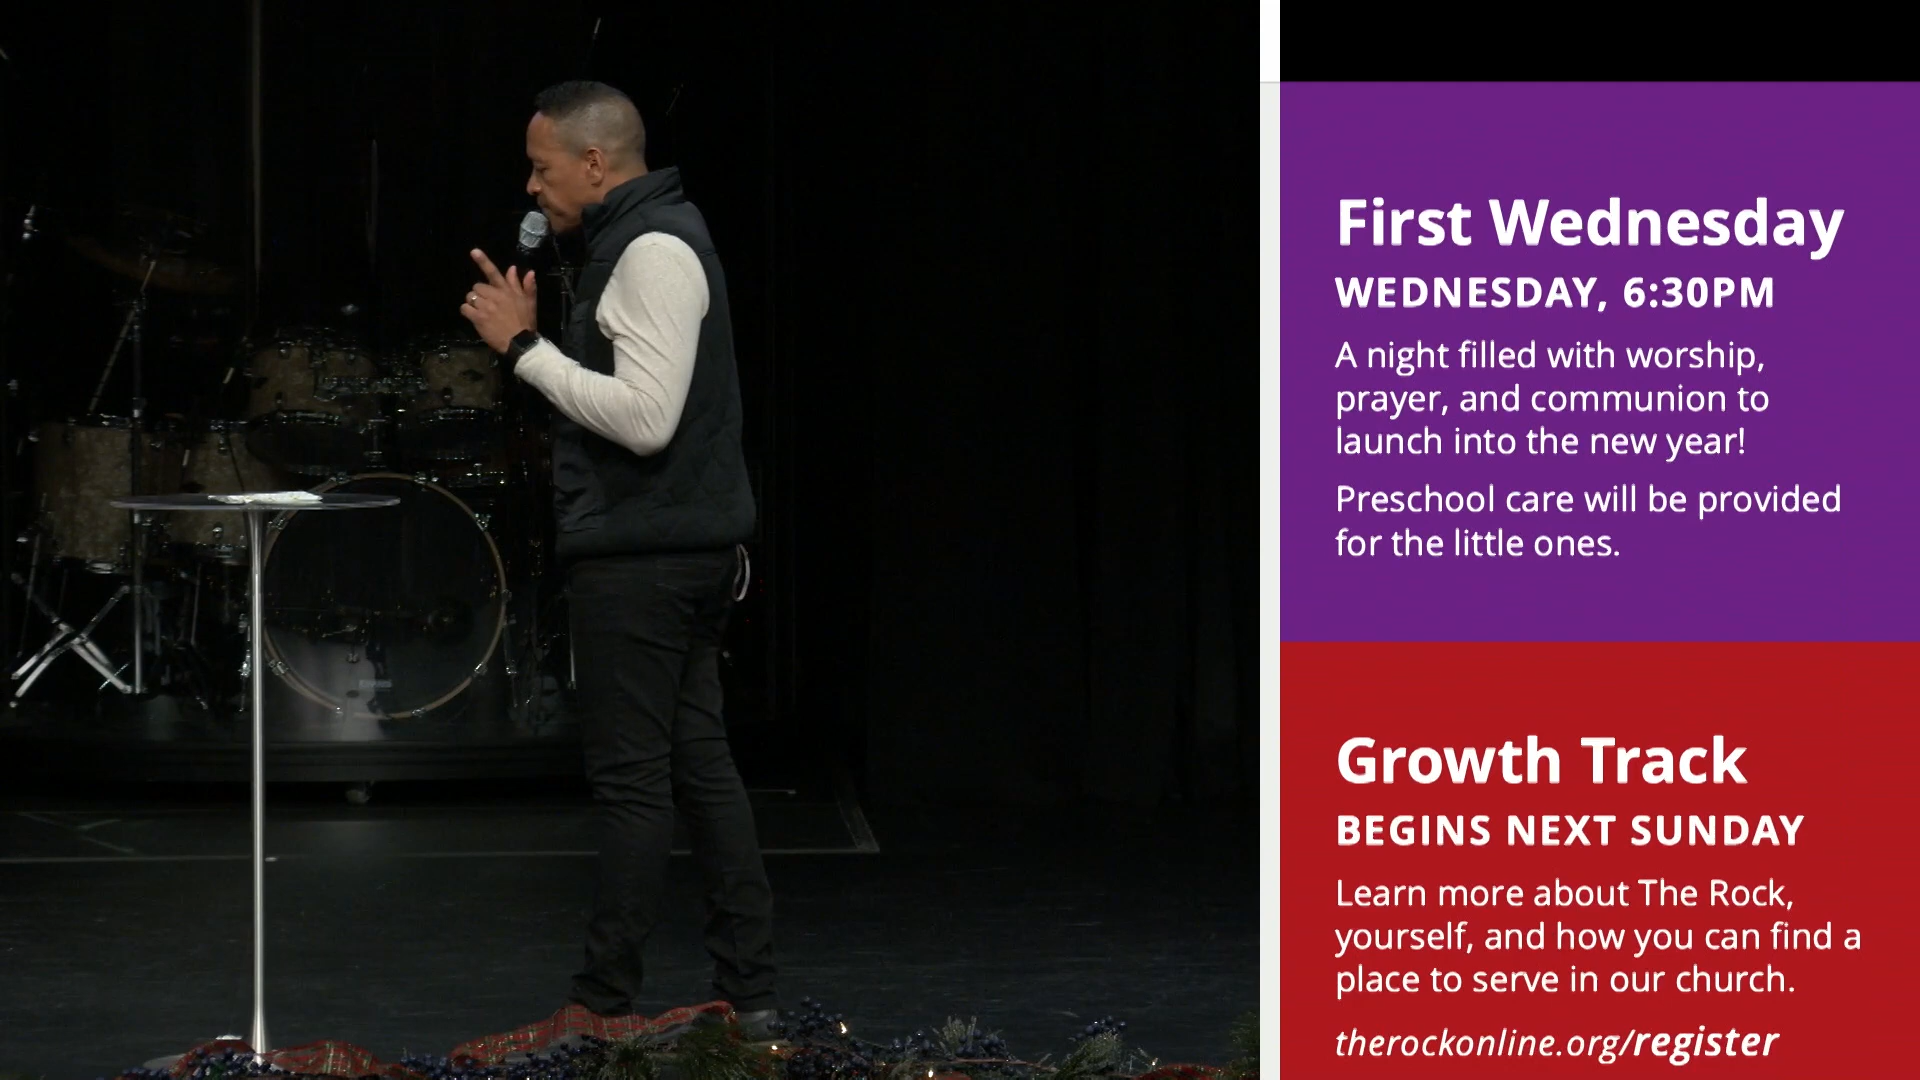 First Wednesday
WEDNESDAY, 6:30PM
A night filled with worship,
prayer, and communion to
launch into the new year!
Preschool care will be provided
for the little ones.
Growth Track
BEGINS NEXT SUNDAY
Learn more about The Rock,
yourself, and how you can find a
place to serve in our church.
therockonline.org/register